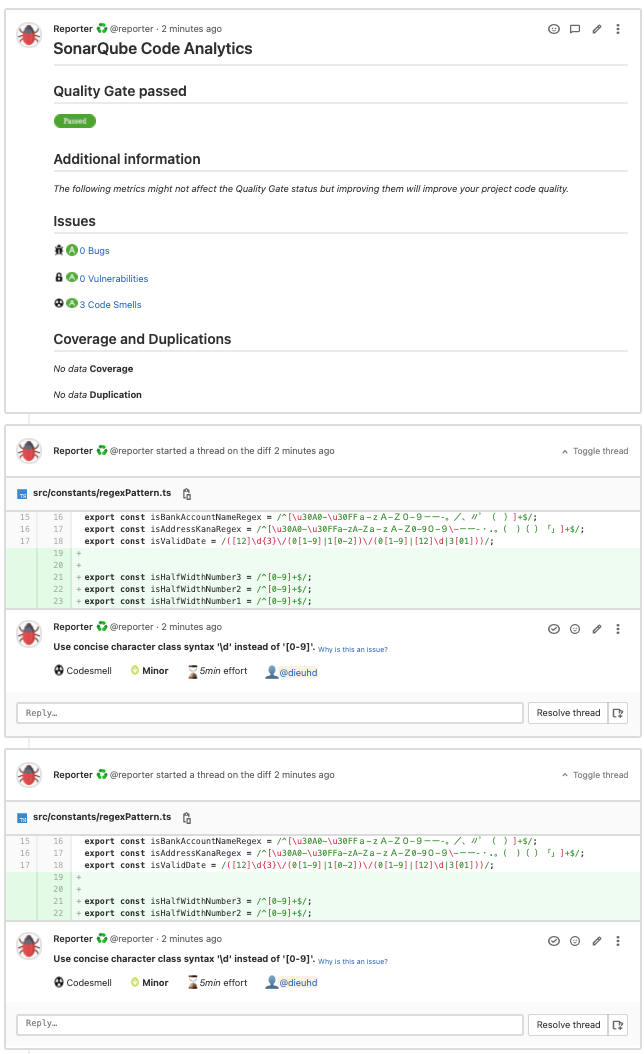 Reporter @reporter · 2 minutes ago
SonarQube Code Analytics
Quality Gate passed
Passed
Additional information
The following metrics might not affect the Quality Gate status but improving them will improve your project code quality.
Issues
A 0 Bugs
A 0 Vulnerabilities
A 3 Code Smells
Coverage and Duplications
No data Coverage
No data Duplication
Reporter @reporter started a thread on the diff 2 minutes ago
Toggle thread
src/constants/regexPattern.ts
15 16 export const isBankAccountNameRegex = /^[\u30A0-\u30FFａ-ｚＡ-Ｚ０-９ー―-。／、〃゛（ ）]+$/;
16 17 export const isAddressKanaRegex = /^[\u30A0-\u30FFa-zA-Zａ-ｚＡ-Ｚ０-９0-9\-ー―-・.。（ ）( )「」]+$/;
17 18 export const isValidDate = /([12]\d{3}\/(0[1-9]|1[0-2])\/(0[1-9]|[12]\d|3[01]))/;
19 +
20 +
21 + export const isHalfWidthNumber3 = /^[0-9]+$/;
22 + export const isHalfWidthNumber2 = /^[0-9]+$/;
23 + export const isHalfWidthNumber1 = /^[0-9]+$/;
Reporter @reporter · 2 minutes ago
Use concise character class syntax '\d' instead of '[0-9]'. Why is this an issue?
Codesmell Minor 5min effort @dieuhd
Reply…
Resolve thread
Reporter @reporter started a thread on the diff 2 minutes ago
Toggle thread
src/constants/regexPattern.ts
15 16 export const isBankAccountNameRegex = /^[\u30A0-\u30FFａ-ｚＡ-Ｚ０-９ー―-。／、〃゛（ ）]+$/;
16 17 export const isAddressKanaRegex = /^[\u30A0-\u30FFa-zA-Zａ-ｚＡ-Ｚ０-９0-9\-ー―-・.。（ ）( )「」]+$/;
17 18 export const isValidDate = /([12]\d{3}\/(0[1-9]|1[0-2])\/(0[1-9]|[12]\d|3[01]))/;
19 +
20 +
21 + export const isHalfWidthNumber3 = /^[0-9]+$/;
22 + export const isHalfWidthNumber2 = /^[0-9]+$/;
Reporter @reporter · 2 minutes ago
Use concise character class syntax '\d' instead of '[0-9]'. Why is this an issue?
Codesmell Minor 5min effort @dieuhd
Reply…
Resolve thread